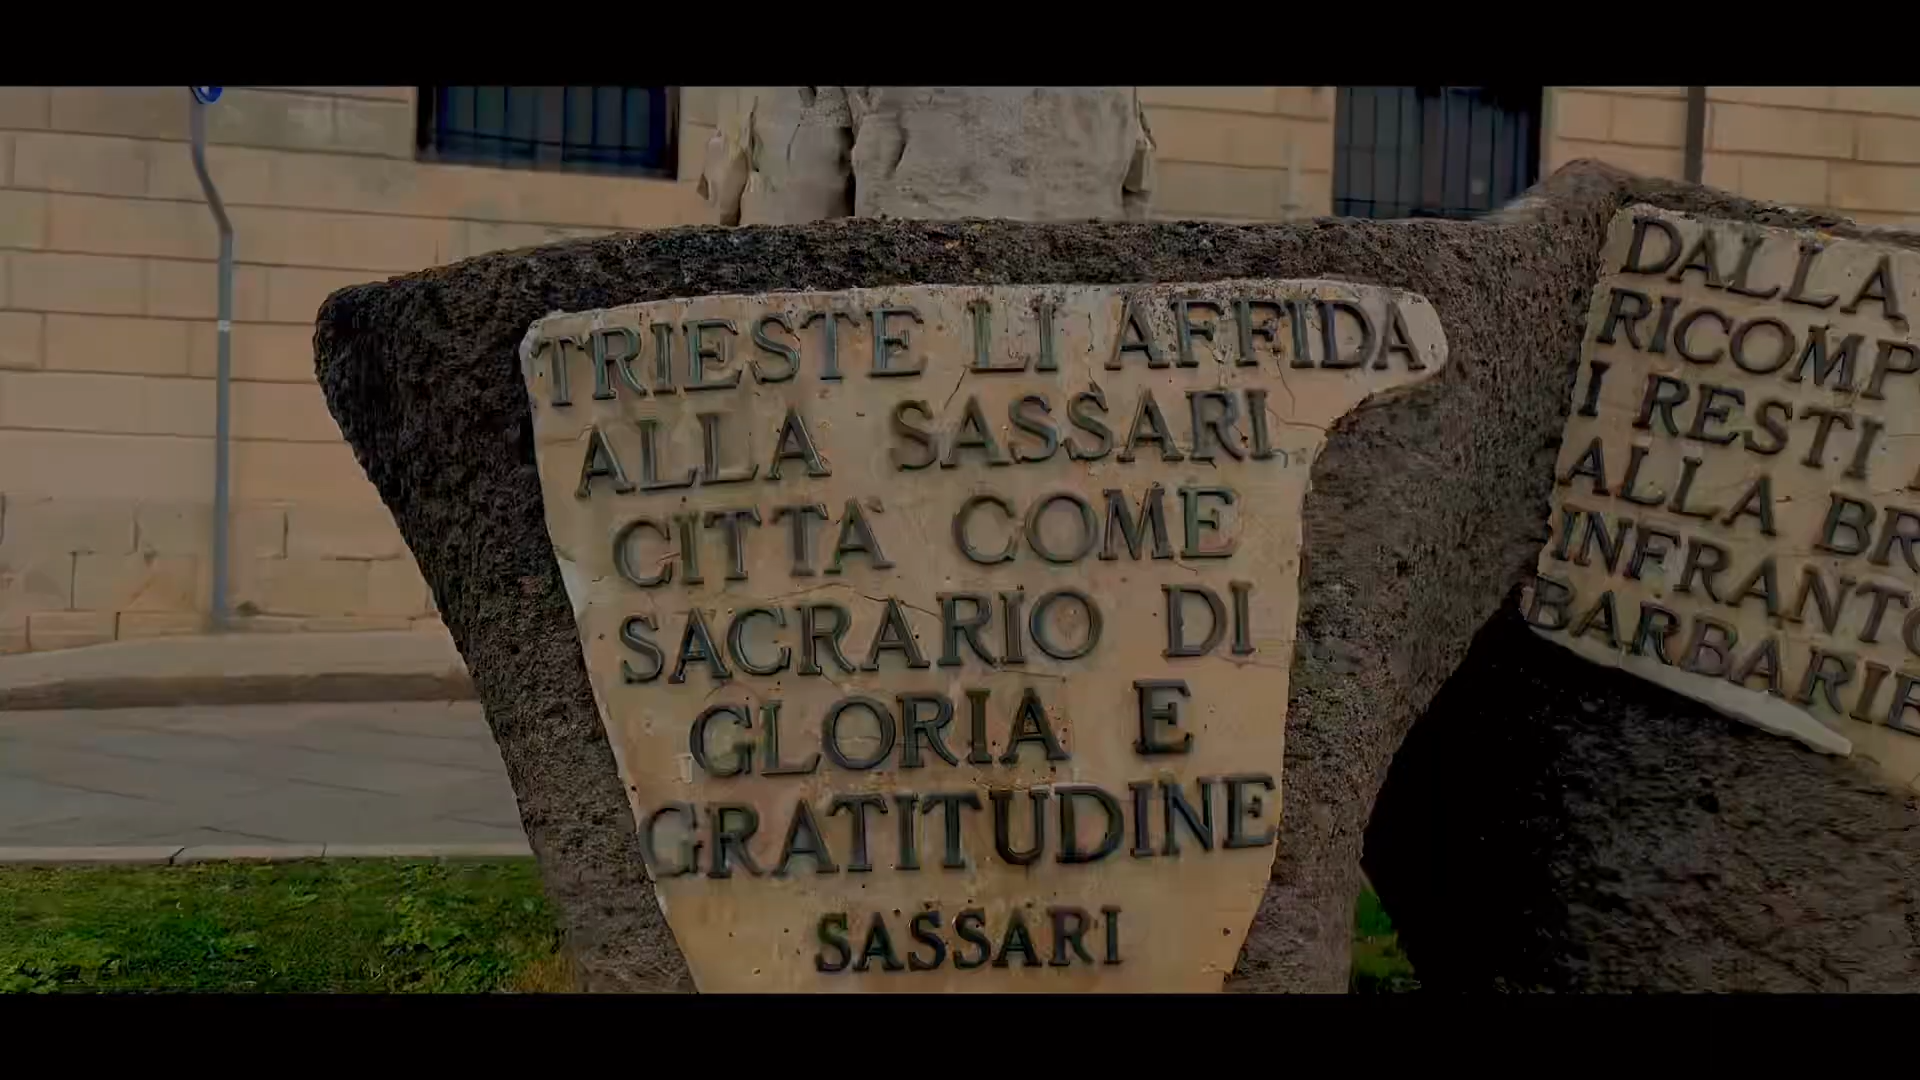 TRIESTE LI AFFIDA
ALLA SASSARI
CITTA' COME
SACRARIO DI
GLORIA E
GRATITUDINE
SASSARI
DALLA
RICOMP
I RESTI
ALLA BR
INFRANTO
BARBARIE